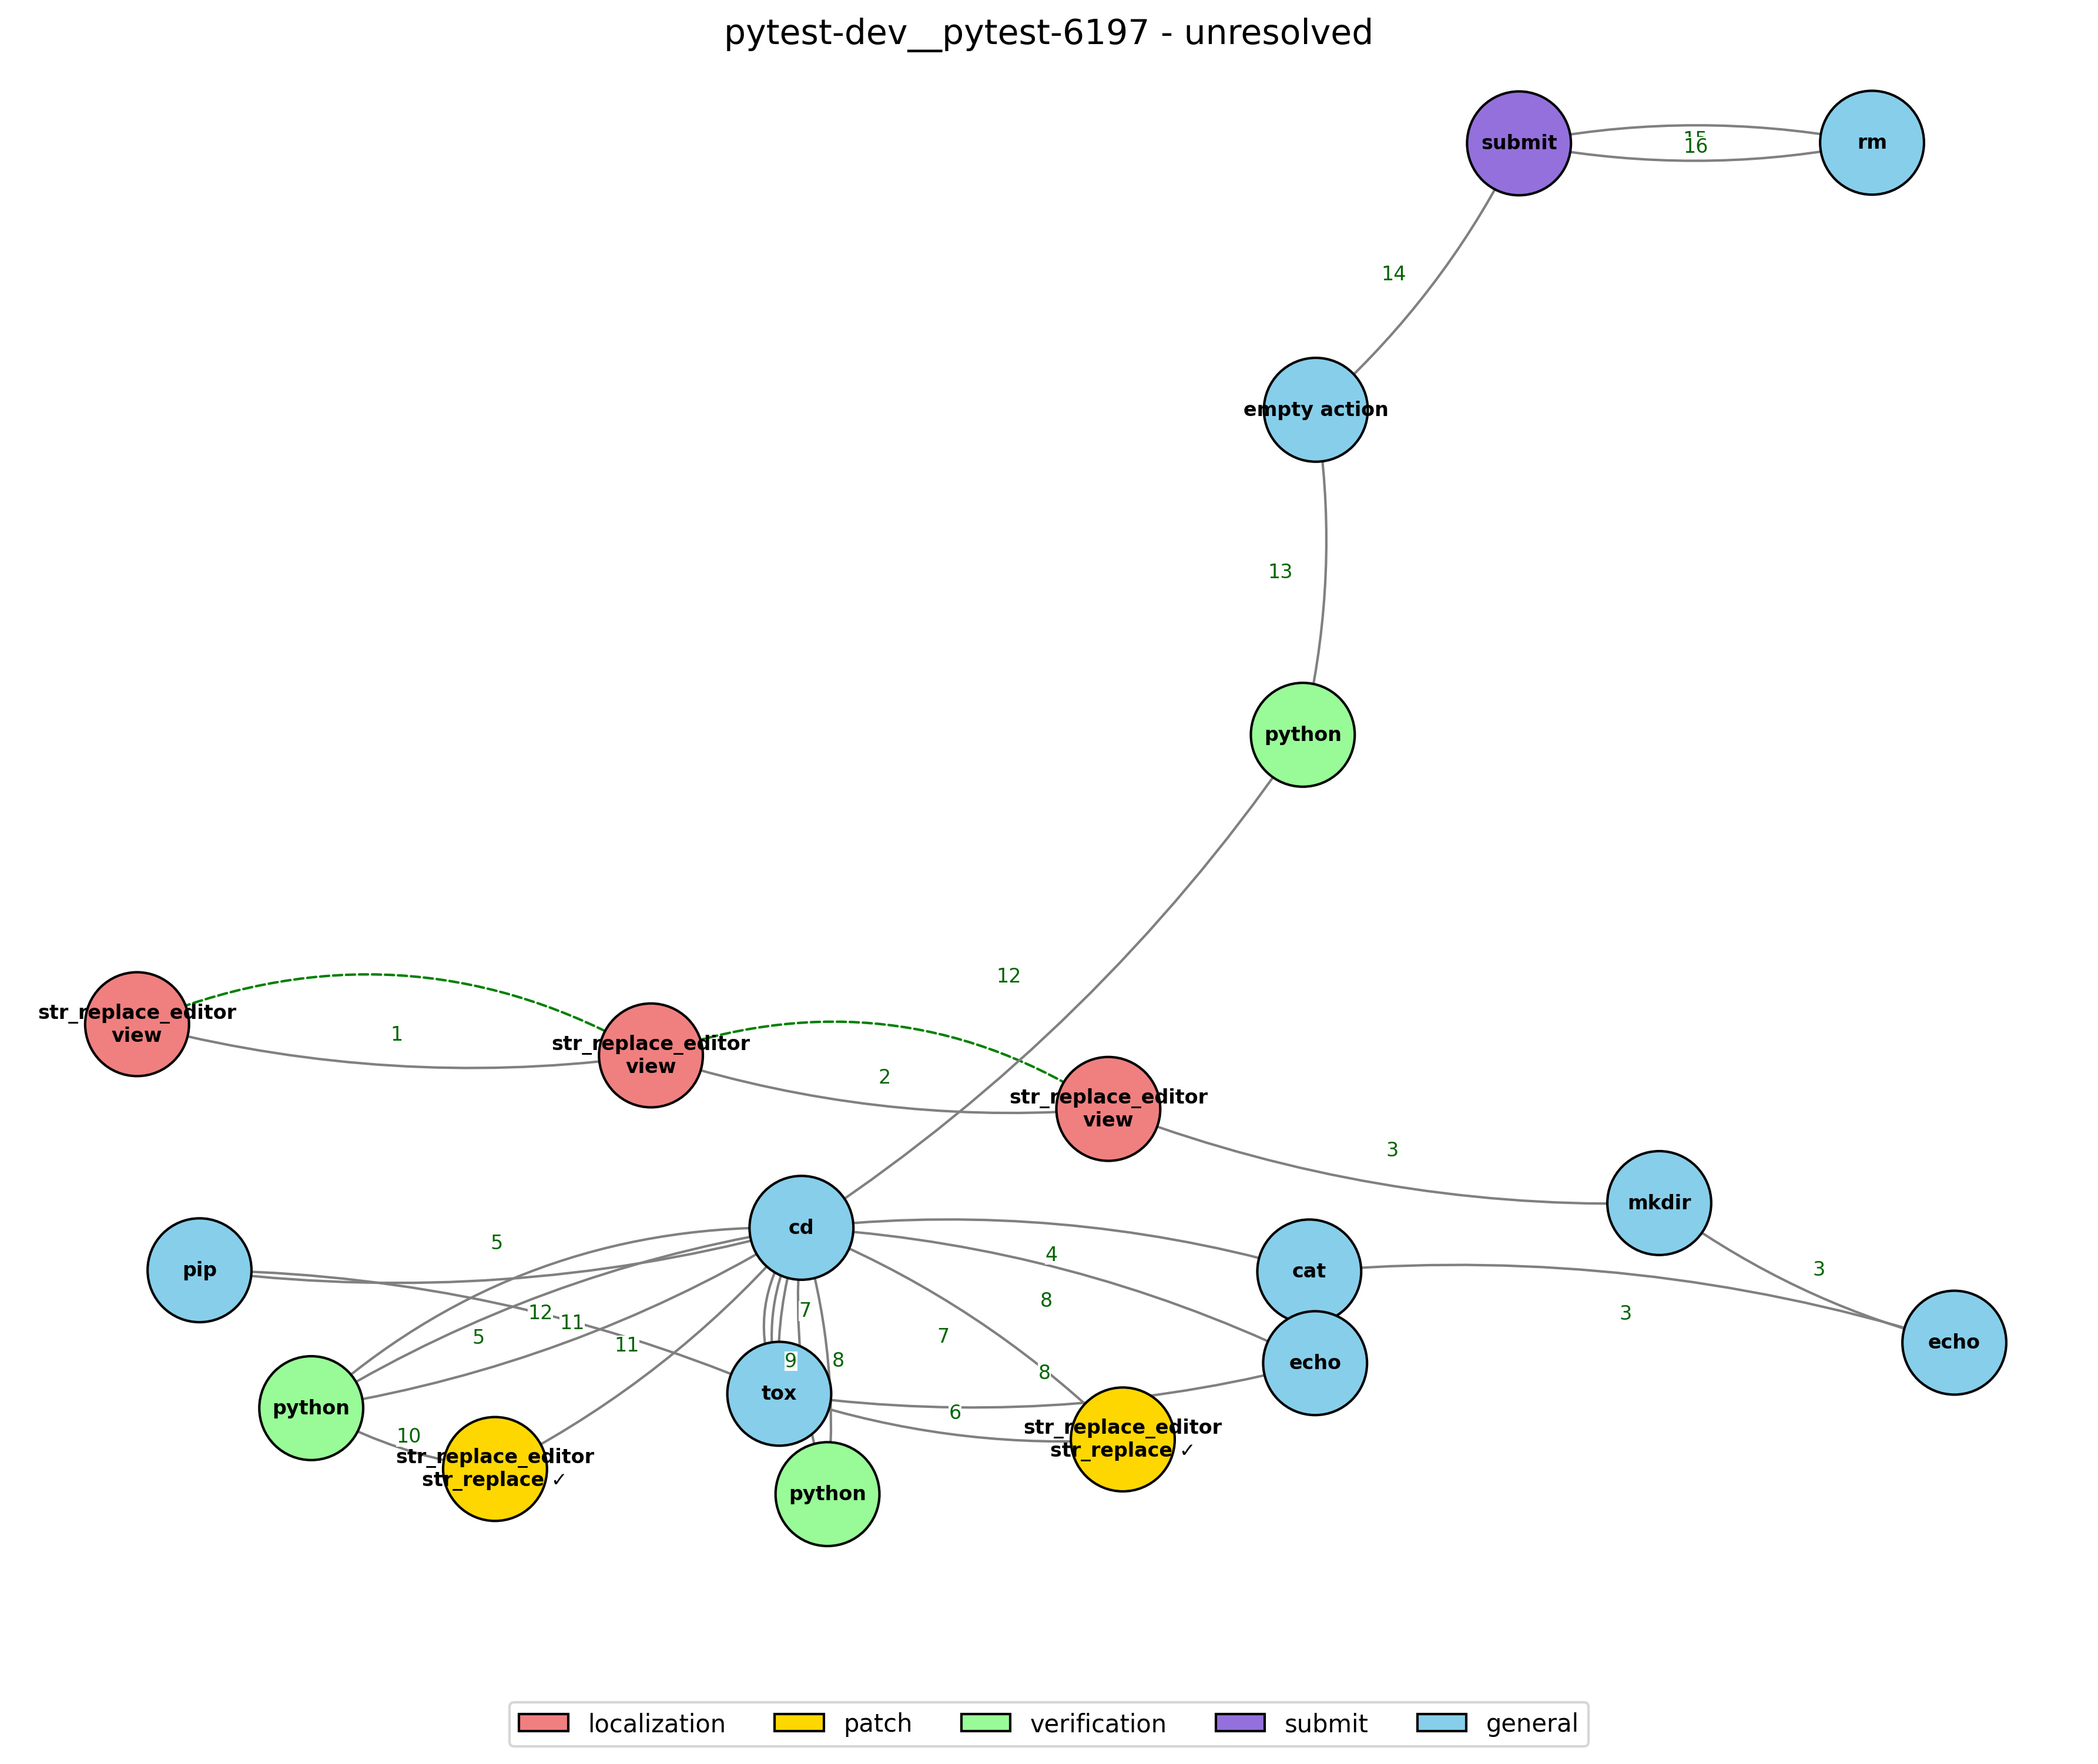 pytest-dev__pytest-6197 - unresolved
submit
15
16
rm
14
empty action
13
python
12
str_replace_editor
view
1
str_replace_editor
view
2
str_replace_editor
view
3
mkdir
cd
pip
5
4
cat
3
echo
3
8
echo
12
11
7
5
11
9
8
7
8
tox
6
python
10
str_replace_editor
str_replace ✓
str_replace_editor
str_replace ✓
python
localization
patch
verification
submit
general